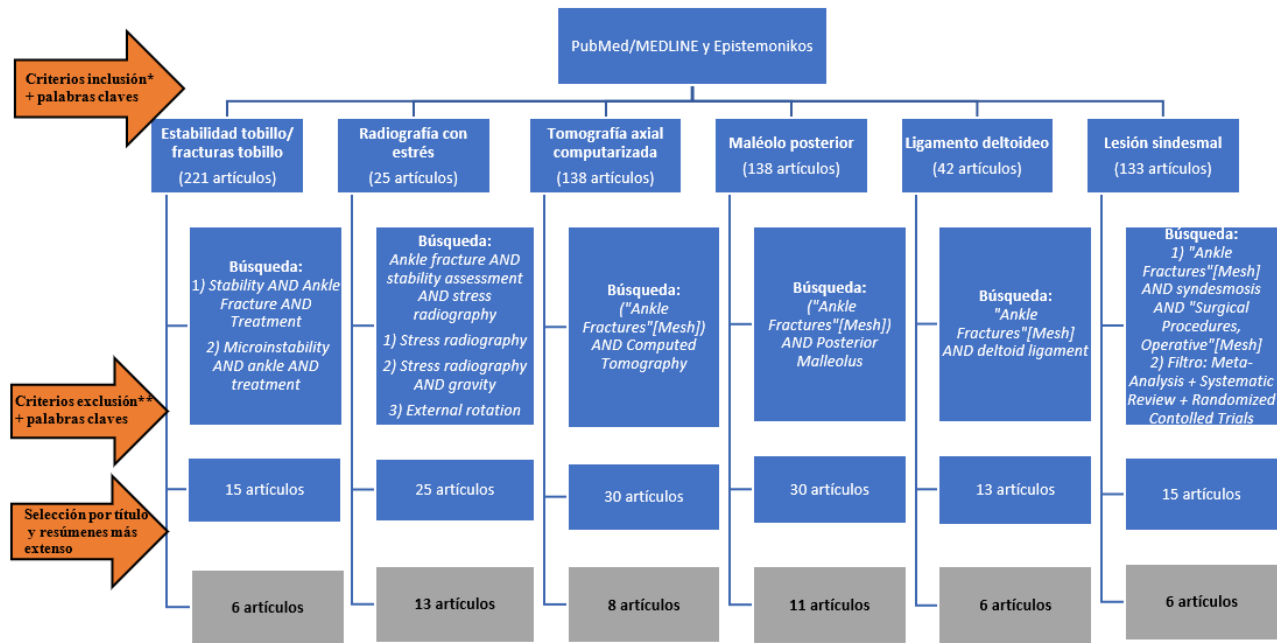 PubMed/MEDLINE y Epistemonikos
Criterios inclusión*
+ palabras claves
Estabilidad tobillo/
fracturas tobillo
(221 artículos)
Radiografía con
estrés
(25 artículos)
Tomografía axial
computarizada
(138 artículos)
Maléolo posterior
(138 artículos)
Ligamento deltoideo
(42 artículos)
Lesión sindesmal
(133 artículos)
Búsqueda:
1) Stability AND Ankle
Fracture AND
Treatment
2) Microinstability
AND ankle AND
treatment
Búsqueda:
Ankle fracture AND
stability assessment
AND stress
radiography
1) Stress radiography
2) Stress radiography
AND gravity
3) External rotation
Búsqueda:
("Ankle
Fractures"[Mesh])
AND Computed
Tomography
Búsqueda:
("Ankle
Fractures"[Mesh])
AND Posterior
Malleolus
Búsqueda:
"Ankle
Fractures"[Mesh]
AND deltoid ligament
Búsqueda:
1) "Ankle
Fractures"[Mesh]
AND syndesmosis
AND "Surgical
Procedures,
Operative"[Mesh]
2) Filtro: Meta-
Analysis + Systematic
Review + Randomized
Contolled Trials
Criterios exclusión**
+ palabras claves
15 artículos
25 artículos
30 artículos
30 artículos
13 artículos
15 artículos
Selección por título
y resúmenes más
extenso
6 artículos
13 artículos
8 artículos
11 artículos
6 artículos
6 artículos